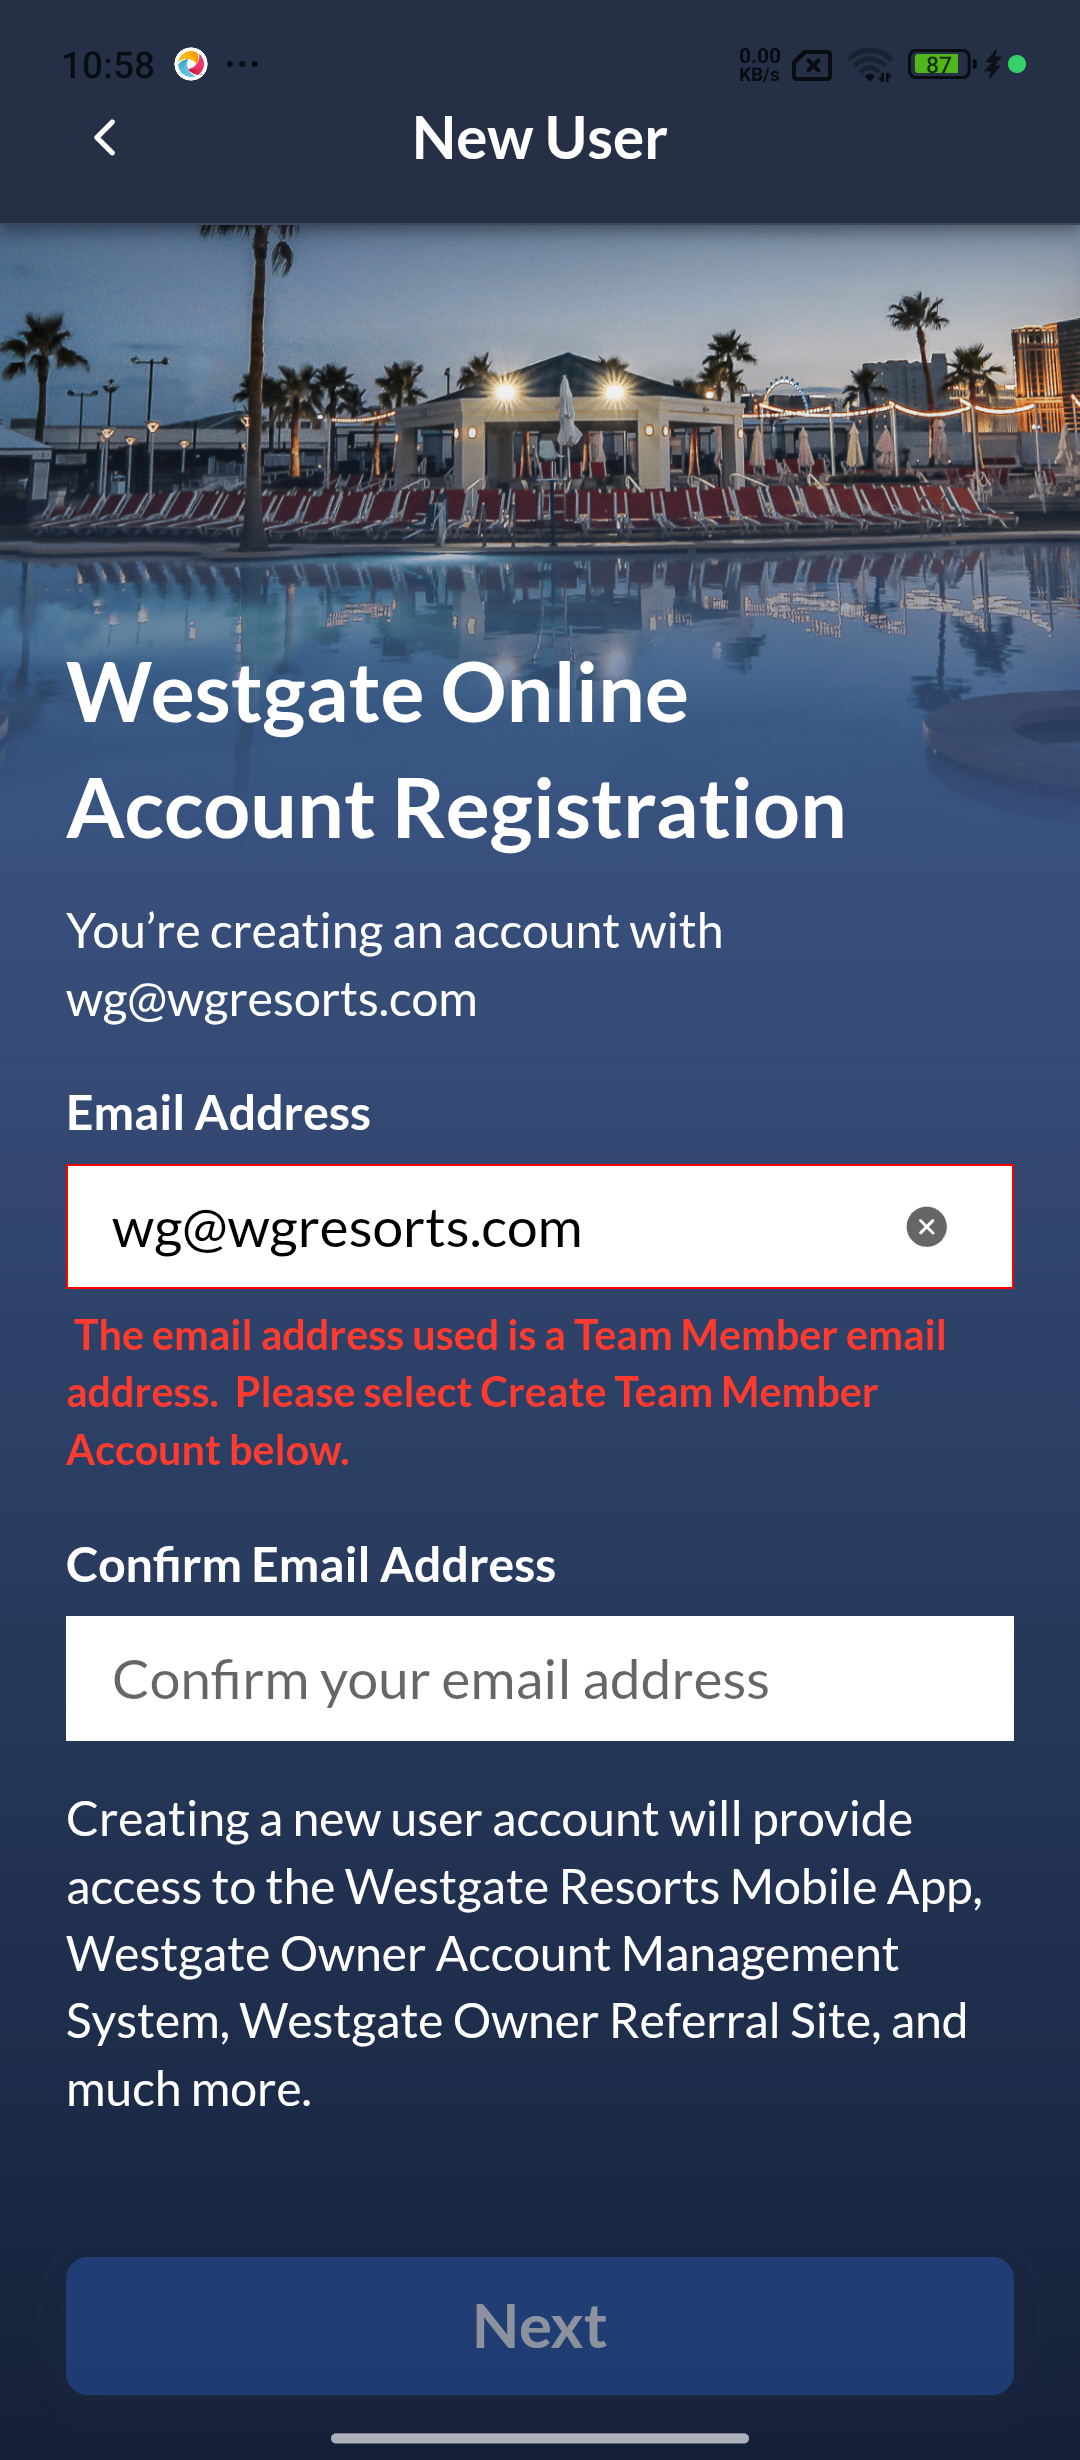 10:58
0.00
KB/s
87
New User
Westgate Online
Account Registration
You’re creating an account with
wg@wgresorts.com
Email Address
wg@wgresorts.com
The email address used is a Team Member email
address.  Please select Create Team Member
Account below.
Confirm Email Address
Confirm your email address
Creating a new user account will provide
access to the Westgate Resorts Mobile App,
Westgate Owner Account Management
System, Westgate Owner Referral Site, and
much more.
Next